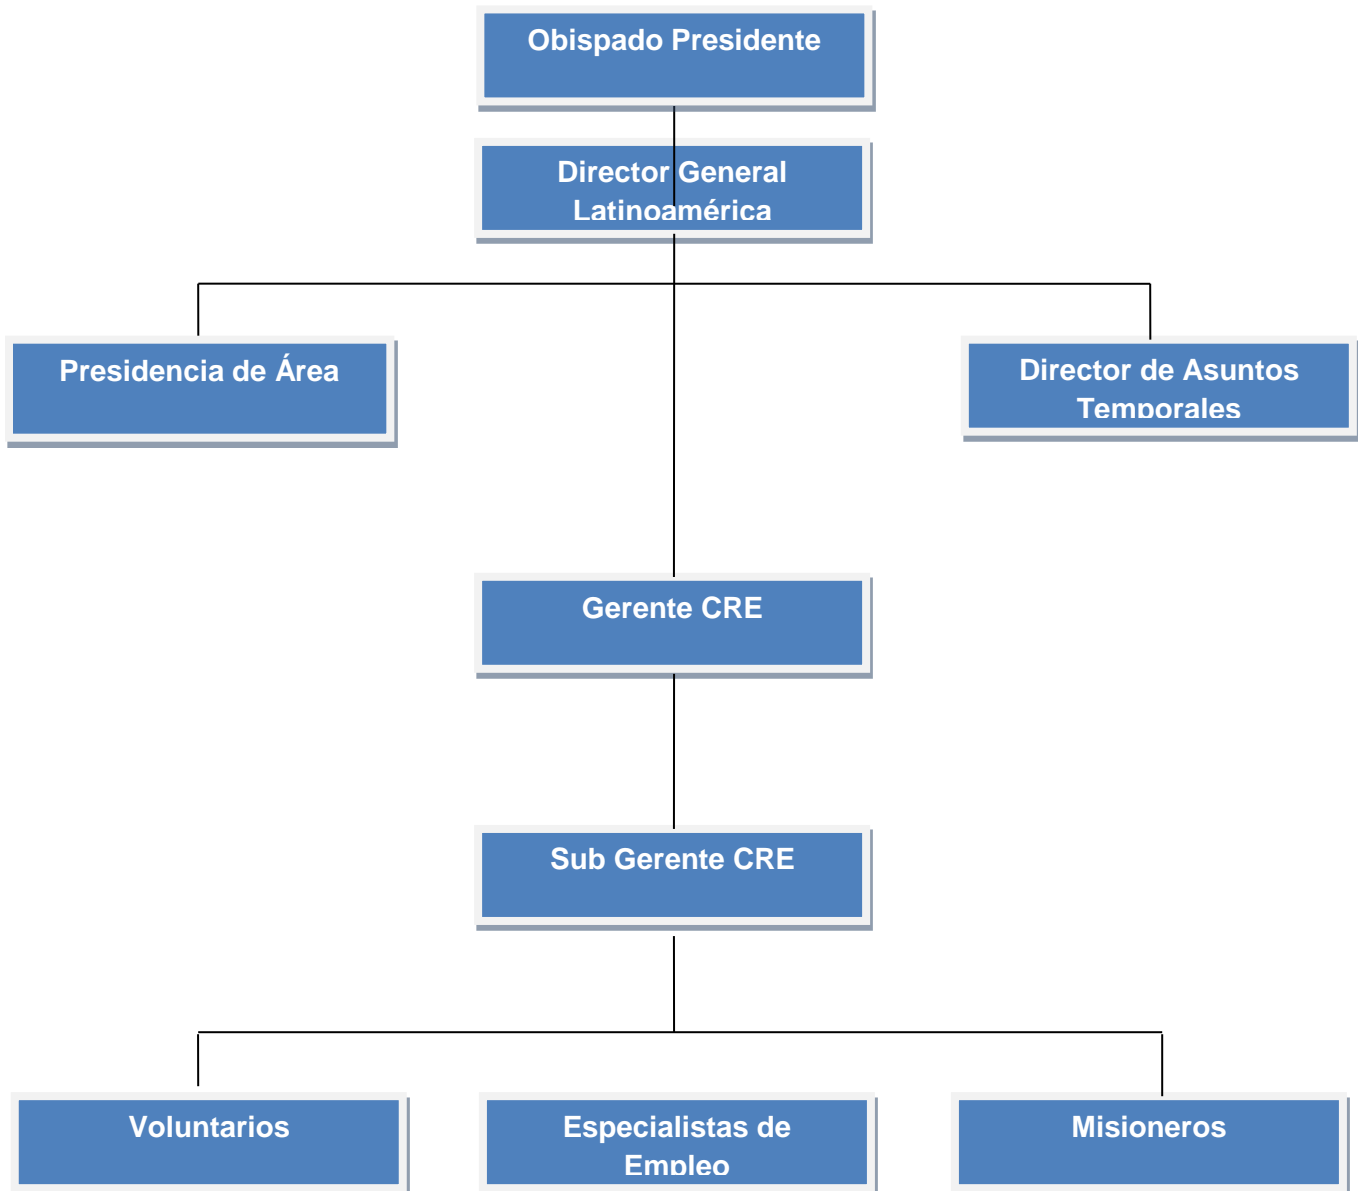 Obispado Presidente
Director General
Latinoamérica
Presidencia de Área
Director de Asuntos
Temporales
Gerente CRE
Sub Gerente CRE
Voluntarios
Especialistas de
Empleo
Misioneros